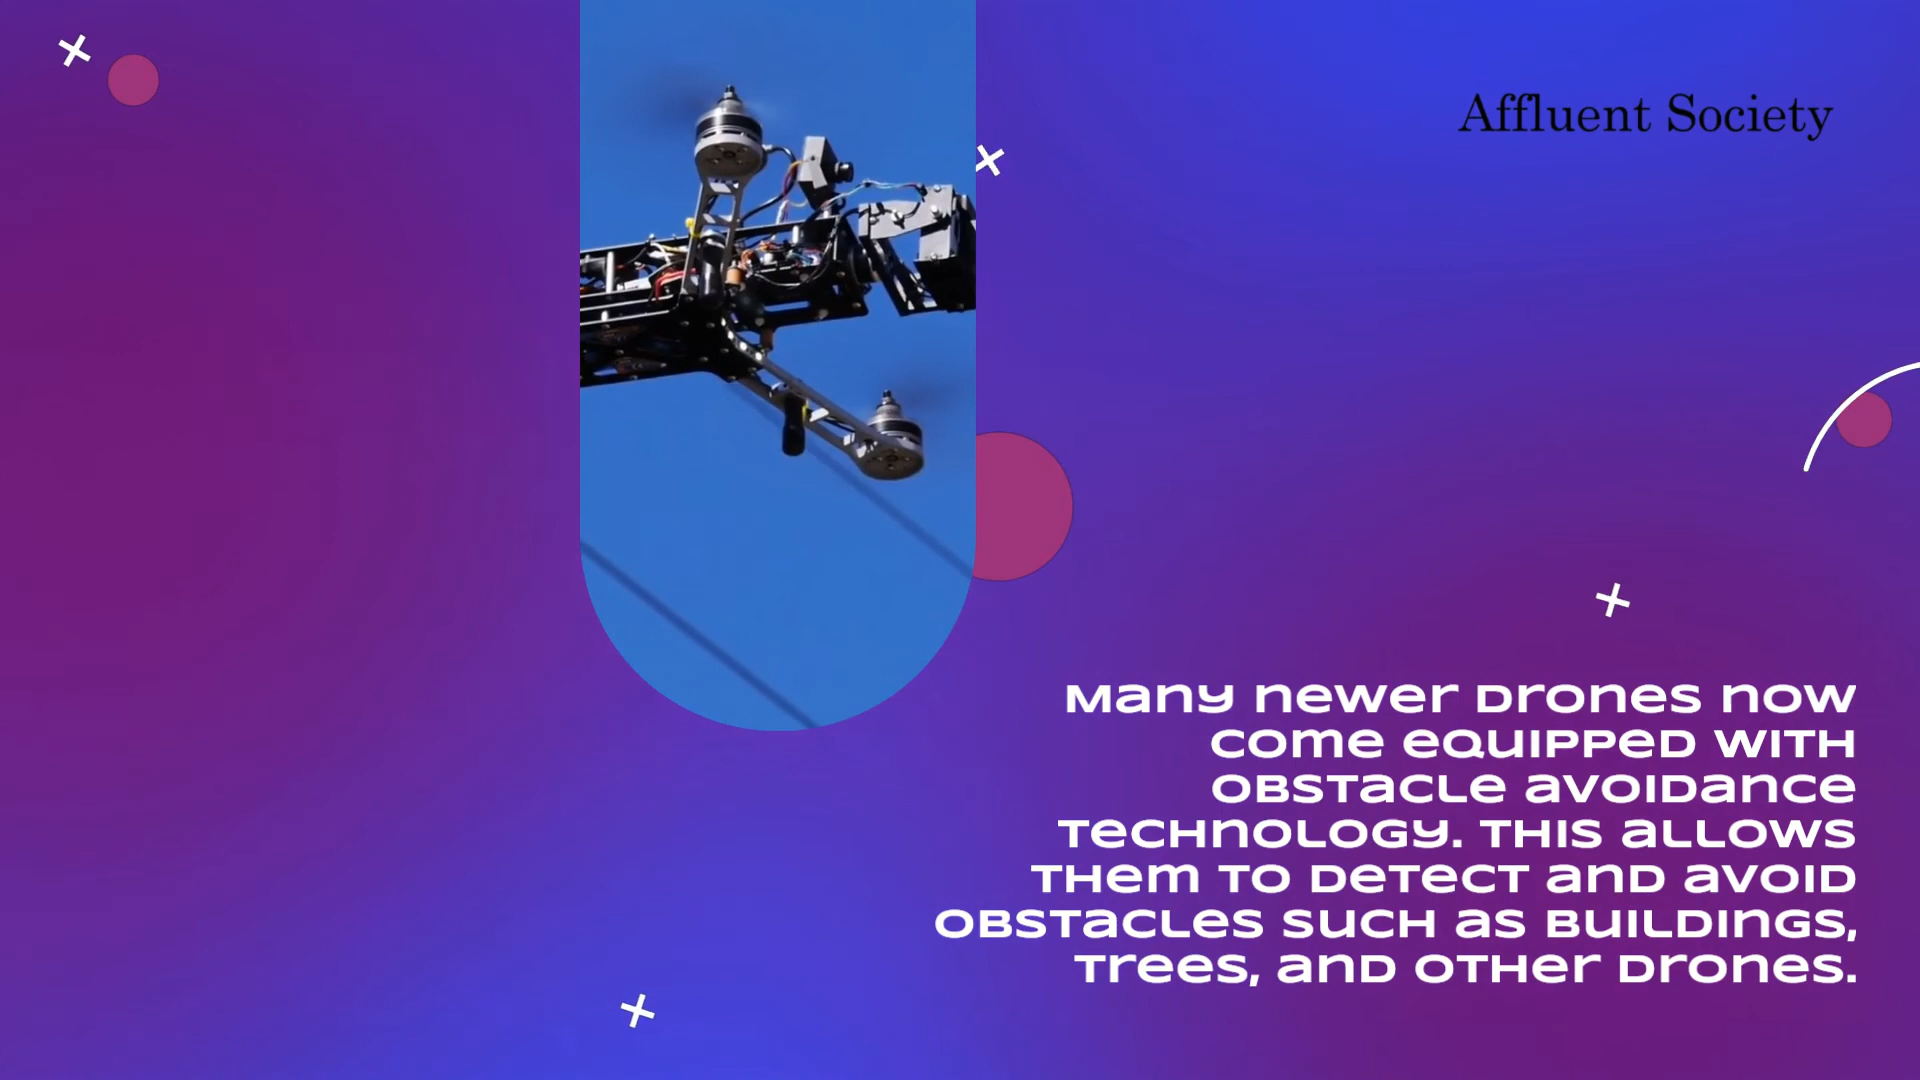 Affluent Society
Many newer drones now
come equipped with
obstacle avoidance
technology. This allows
them to detect and avoid
obstacles such as buildings,
trees, and other drones.